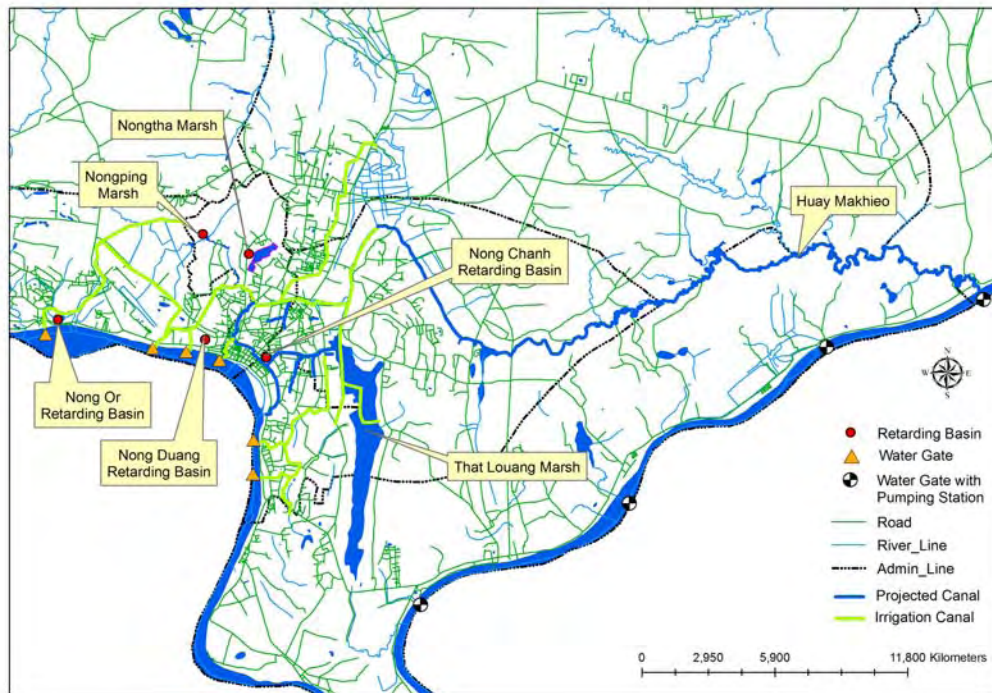 Nongtha Marsh
Nongping
Marsh
Huay Makhieo
Nong Chanh
Retarding Basin
Nong Or
Retarding Basin
Nong Duang
Retarding Basin
That Louang Marsh
N
W E
S
Retarding Basin
Water Gate
Water Gate with
Pumping Station
Road
River_Line
Admin_Line
Projected Canal
Irrigation Canal
0 2,950 5,900 11,800 Kilometers